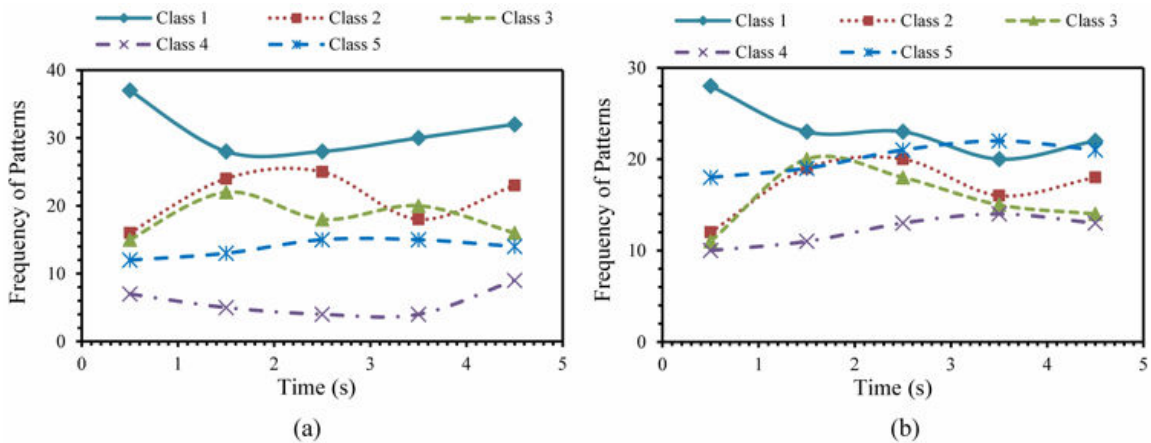 Class 1 Class 2 Class 3
Class 4 Class 5
40
30
20
10
0
0 1 2 3 4 5
Frequency of Patterns
Time (s)
(a)
Class 1 Class 2 Class 3
Class 4 Class 5
30
20
10
0
0 1 2 3 4 5
Frequency of Patterns
Time (s)
(b)